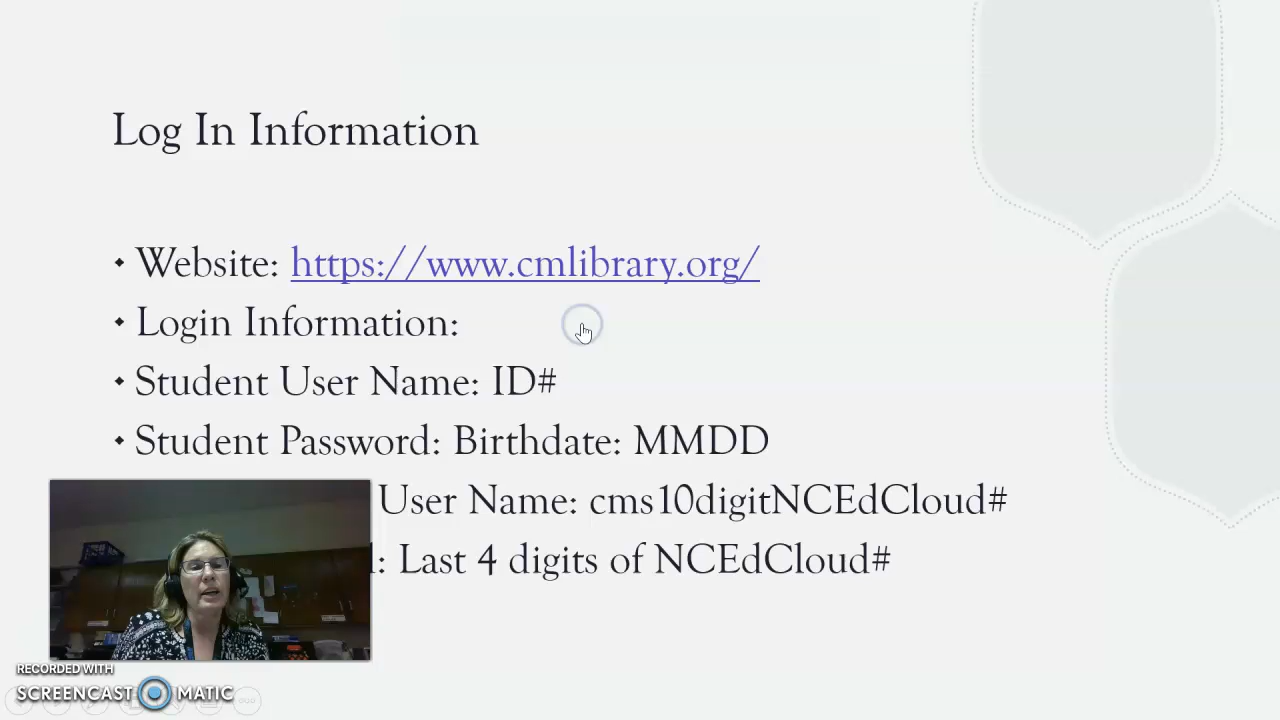 Log In Information
Website: https://www.cmlibrary.org/
Login Information:
Student User Name: ID#
Student Password: Birthdate: MMDD
User Name: cms10digitNCEdCloud#
: Last 4 digits of NCEdCloud#
RECORDED WITH
SCREENCAST MATIC